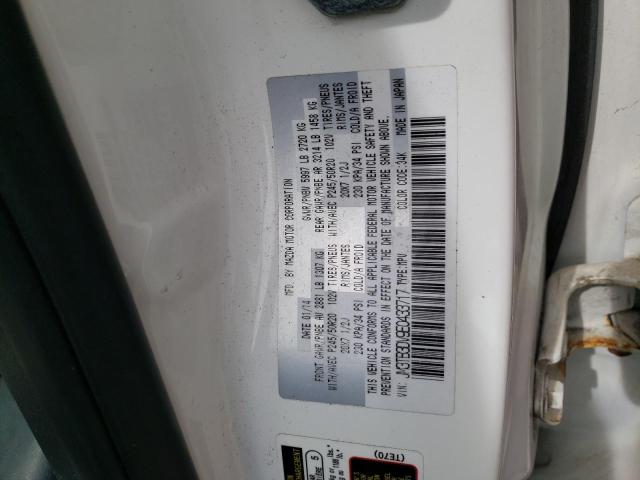 MFD. BY MAZDA MOTOR CORPORATION
DATE 01/14 GVWR/PNBV 5997 LB 2720 KG
FRONT GAWR/PNBE AV 2881 LB 1307 KG REAR GAWR/PNBE AR 3214 LB 1458 KG
WITH/AVEC P245/50R20 102V TIRES/PNEUS WITH/AVEC P245/50R20 102V TIRES/PNEUS
20X7 1/2J RIMS/JANTES 20X7 1/2J RIMS/JANTES
230 KPA/34 PSI COLD/A FROID 230 KPA/34 PSI COLD/A FROID
THIS VEHICLE CONFORMS TO ALL APPLICABLE FEDERAL MOTOR VEHICLE SAFETY AND THEFT
PREVENTION STANDARDS IN EFFECT ON THE DATE OF MANUFACTURE SHOWN ABOVE.
COLOR CODE:34K MADE IN JAPAN
VIN: TYPE:MPV
5
(TE70)